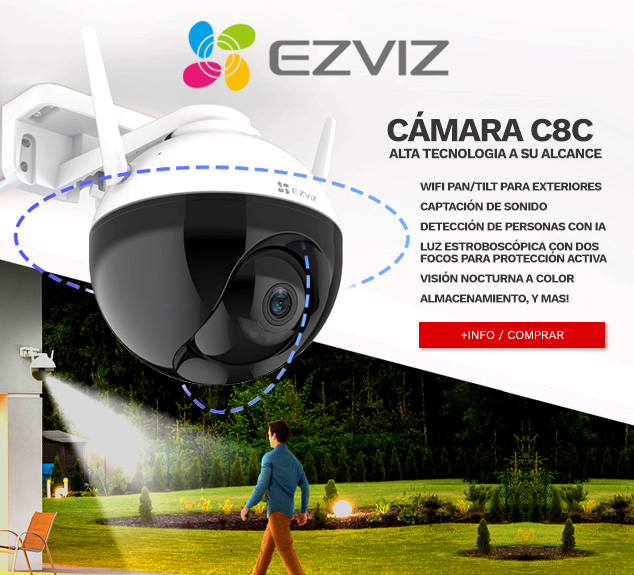 EZVIZ
CÁMARA C8C
ALTA TECNOLOGIA A SU ALCANCE
EZVIZ
WIFI PAN/TILT PARA EXTERIORES
CAPTACIÓN DE SONIDO
DETECCIÓN DE PERSONAS CON IA
LUZ ESTROBOSCÓPICA CON DOS
FOCOS PARA PROTECCIÓN ACTIVA
VISIÓN NOCTURNA A COLOR
ALMACENAMIENTO, Y MAS!
+INFO / COMPRAR